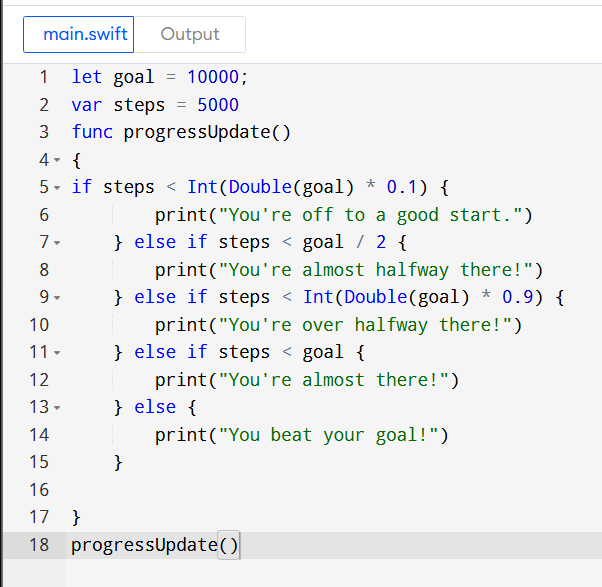 main.swift Output
1 let goal = 10000;
2 var steps = 5000
3 func progressUpdate()
4 {
5 if steps < Int(Double(goal) * 0.1) {
6         print("You're off to a good start.")
7     } else if steps < goal / 2 {
8         print("You're almost halfway there!")
9     } else if steps < Int(Double(goal) * 0.9) {
10         print("You're over halfway there!")
11     } else if steps < goal {
12         print("You're almost there!")
13     } else {
14         print("You beat your goal!")
15     }
16
17 }
18 progressUpdate()